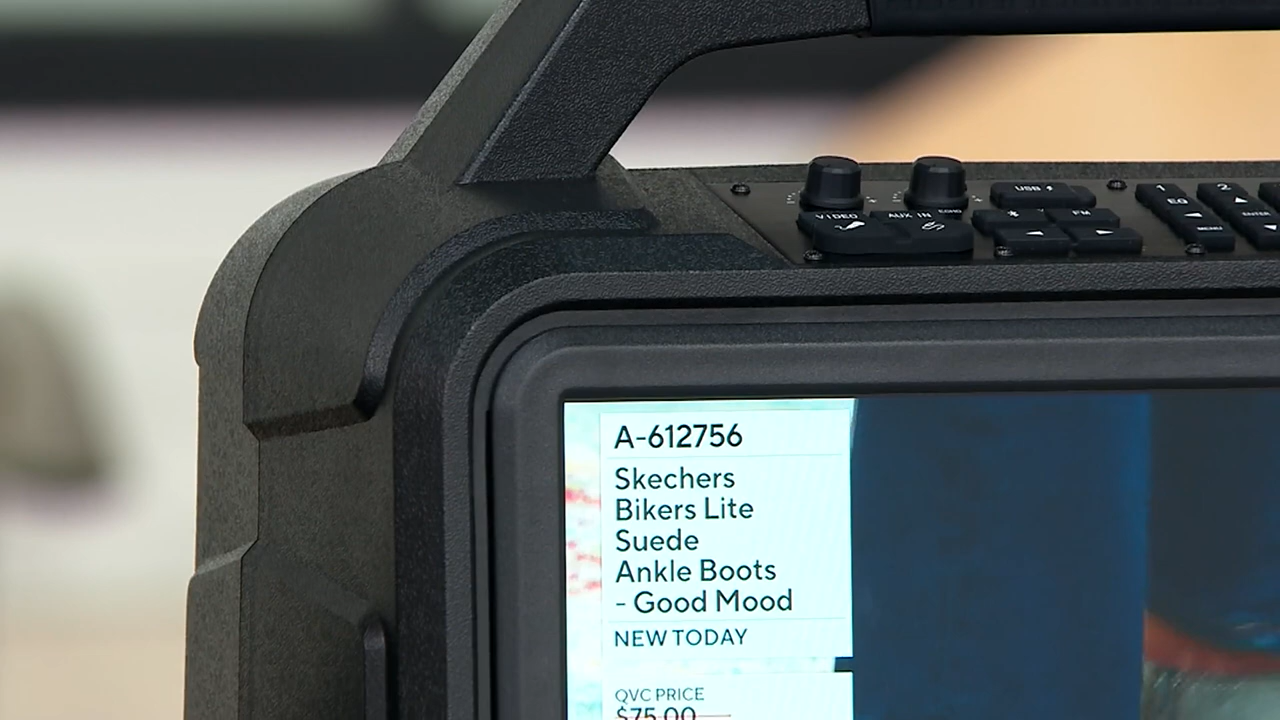 USB
VIDEO
AUX IN
ECHO
FM
1
2
EQ
ENTER
MENU
A-612756
Skechers
Bikers Lite
Suede
Ankle Boots
- Good Mood
NEW TODAY
QVC PRICE
$75.00